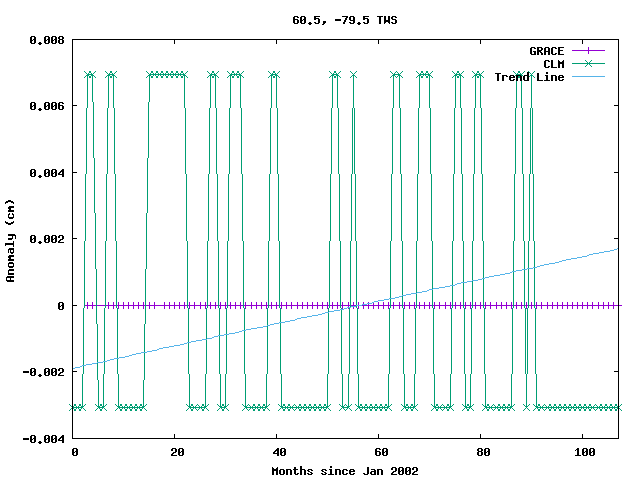 60.5, -79.5 TWS
0.008
0.006
0.004
0.002
0
-0.002
-0.004
Anomaly (cm)
GRACE
CLM
Trend Line
0 20 40 60 80 100
Months since Jan 2002